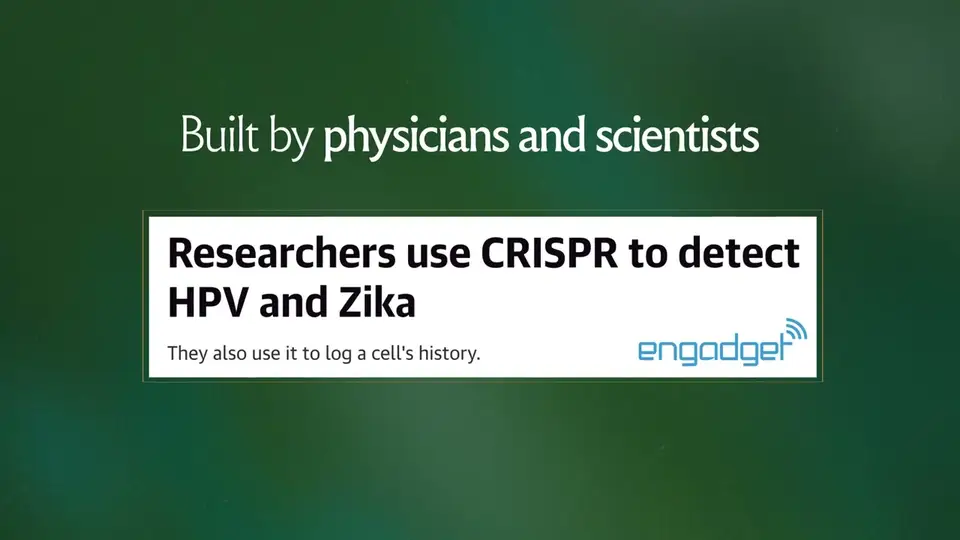 Built by physicians and scientists
Researchers use CRISPR to detect
HPV and Zika
They also use it to log a cell's history.
engadget